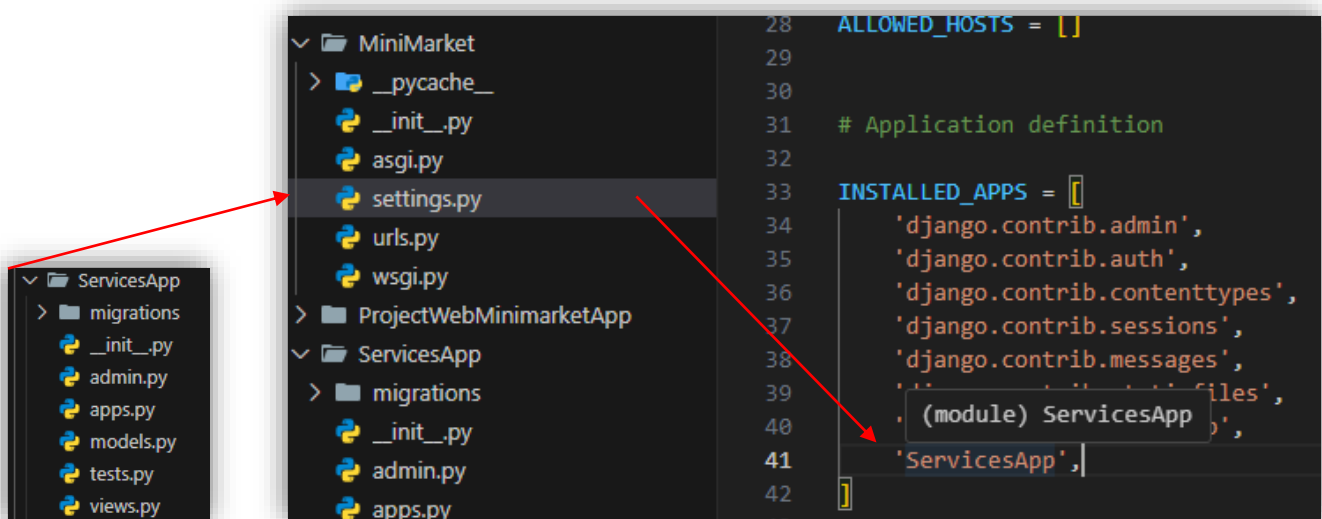 ServicesApp
migrations
__init__.py
admin.py
apps.py
models.py
tests.py
views.py
MiniMarket
__pycache__
__init__.py
asgi.py
settings.py
urls.py
wsgi.py
ProjectWebMinimarketApp
ServicesApp
migrations
__init__.py
admin.py
apps.py
28 ALLOWED_HOSTS = []
29
30
31 # Application definition
32
33 INSTALLED_APPS = [
34 'django.contrib.admin',
35 'django.contrib.auth',
36 'django.contrib.contenttypes',
37 'django.contrib.sessions',
38 'django.contrib.messages',
39
(module) ServicesApp
40
41 'ServicesApp',
42 ]